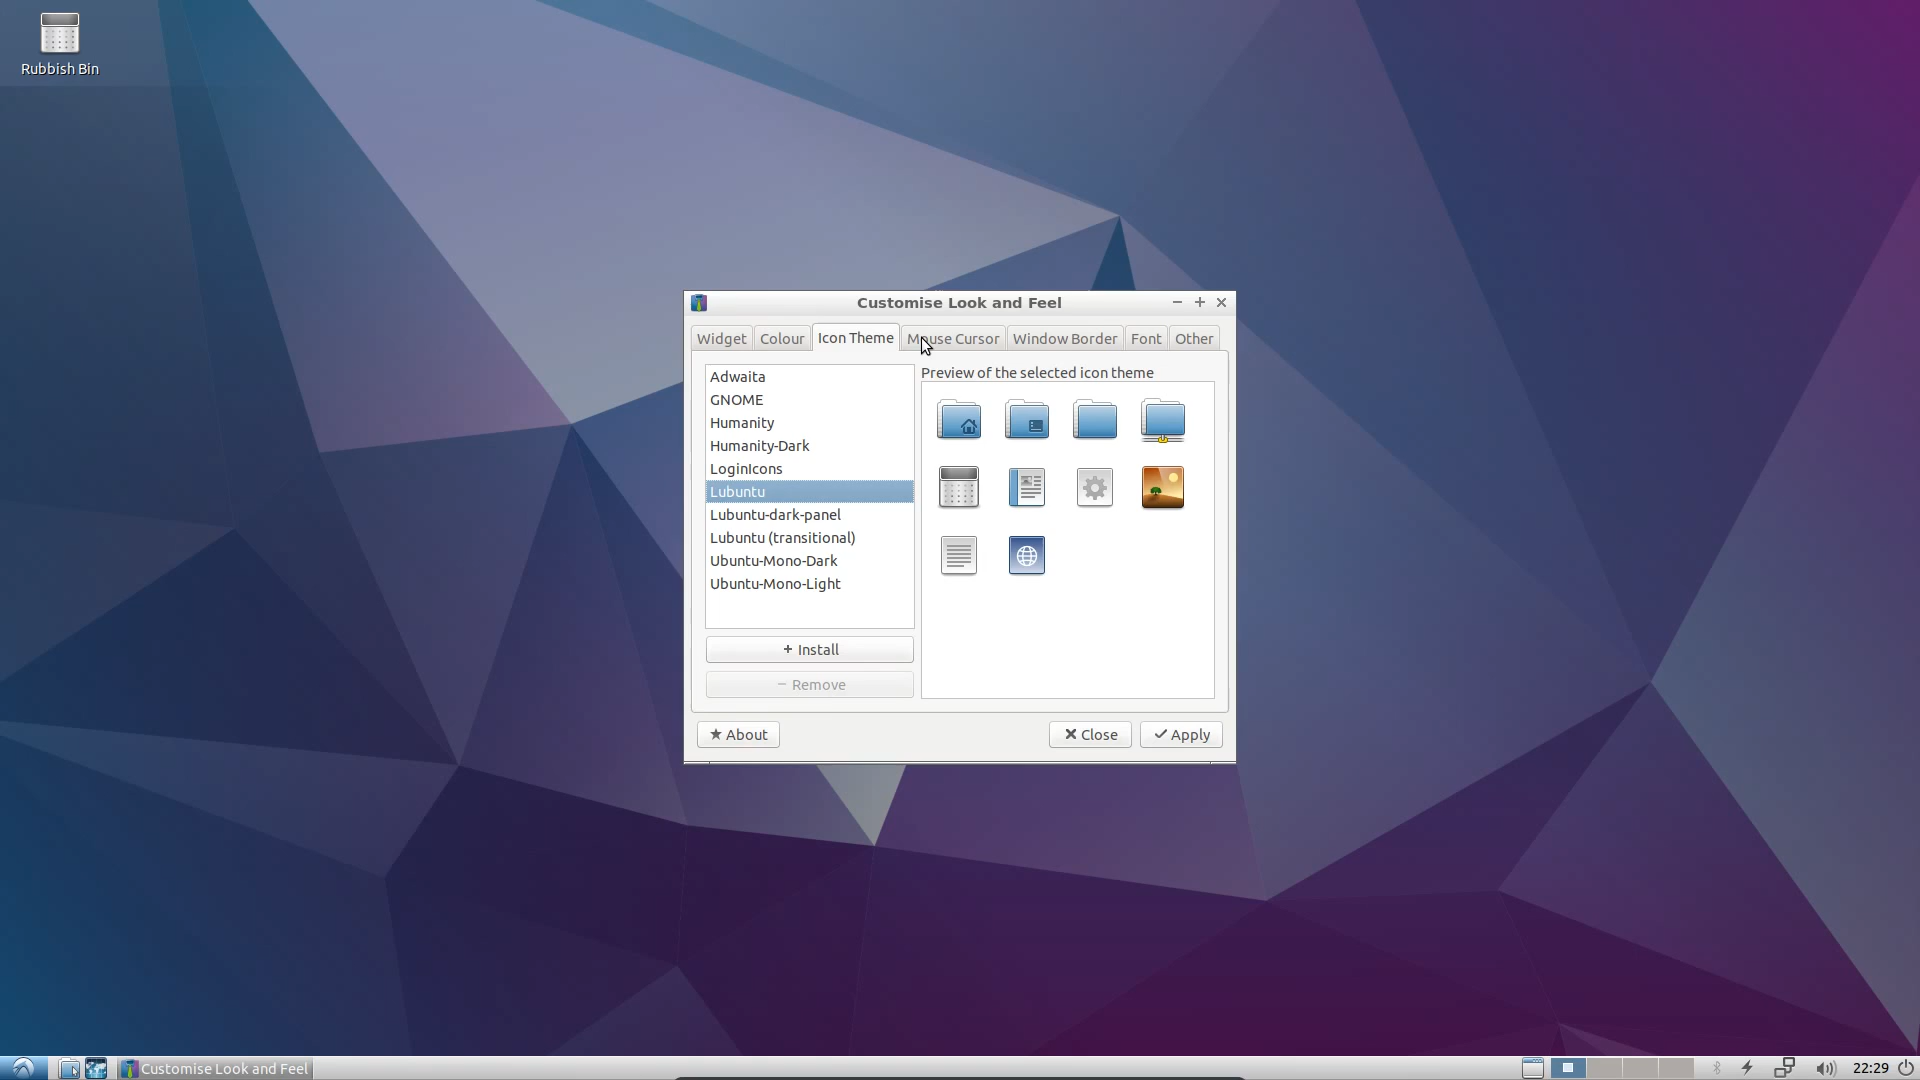 Rubbish Bin
Customise Look and Feel
Widget
Colour
Icon Theme
Mouse Cursor
Window Border
Font
Other
Adwaita
GNOME
Humanity
Humanity-Dark
LoginIcons
Lubuntu
Lubuntu-dark-panel
Lubuntu (transitional)
Ubuntu-Mono-Dark
Ubuntu-Mono-Light
Preview of the selected icon theme
Install
Remove
About
Close
Apply
Customise Look and Feel
22:29